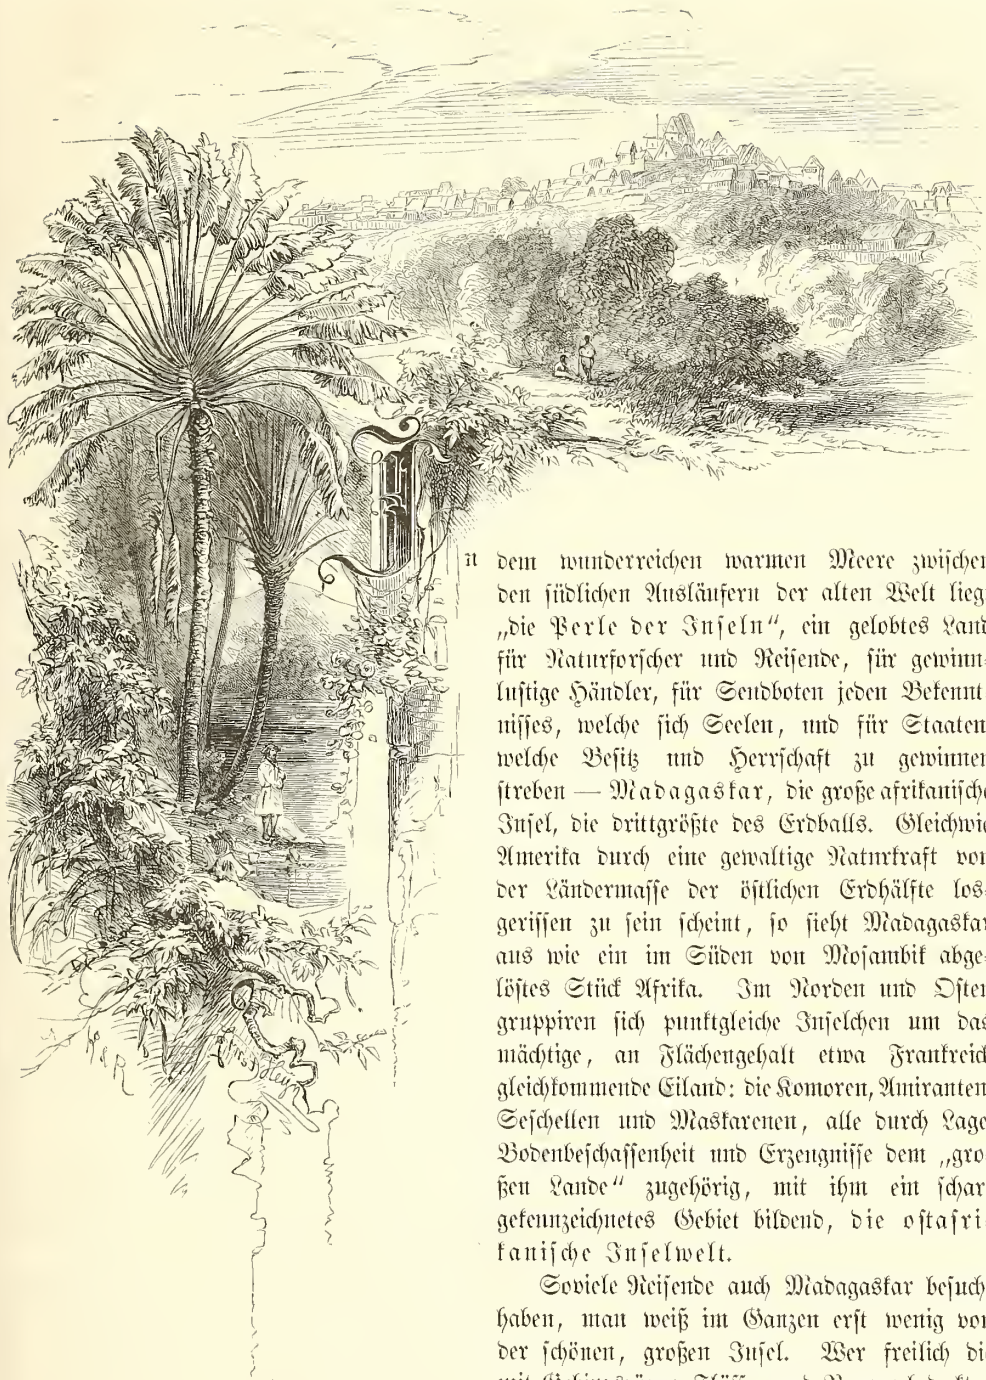 In dem wunderreichen warmen Meere zwischen
den südlichen Ausläufern der alten Welt lieg
„die Perle der Inseln“, ein gelobtes Land
für Naturforscher und Reisende, für gewinn-
lustige Händler, für Sendboten jeden Bekennt
nisses, welche sich Seelen, und für Staaten
welche Besitz und Herrschaft zu gewinnen
streben — Madagaskar, die große afrikanische
Insel, die drittgrößte des Erdballs. Gleichwie
Amerika durch eine gewaltige Naturkraft von
der Ländermasse der östlichen Erdhälfte los-
gerissen zu sein scheint, so sieht Madagaskar
aus wie ein im Süden von Mosambik abge-
löstes Stück Afrika. Im Norden und Osten
gruppiren sich punktgleiche Inselchen um das
mächtige, an Flächengehalt etwa Frankreich
gleichkommende Eiland: die Komoren, Amiranten
Seschellen und Maskarenen, alle durch Lage
Bodenbeschaffenheit und Erzeugnisse dem „gro
ßen Lande“ zugehörig, mit ihm ein schar
gekennzeichnetes Gebiet bildend, die ostafri
kanische Inselwelt.
Soviele Reisende auch Madagaskar besuch
haben, man weiß im Ganzen erst wenig von
der schönen, großen Insel. Wer freilich di